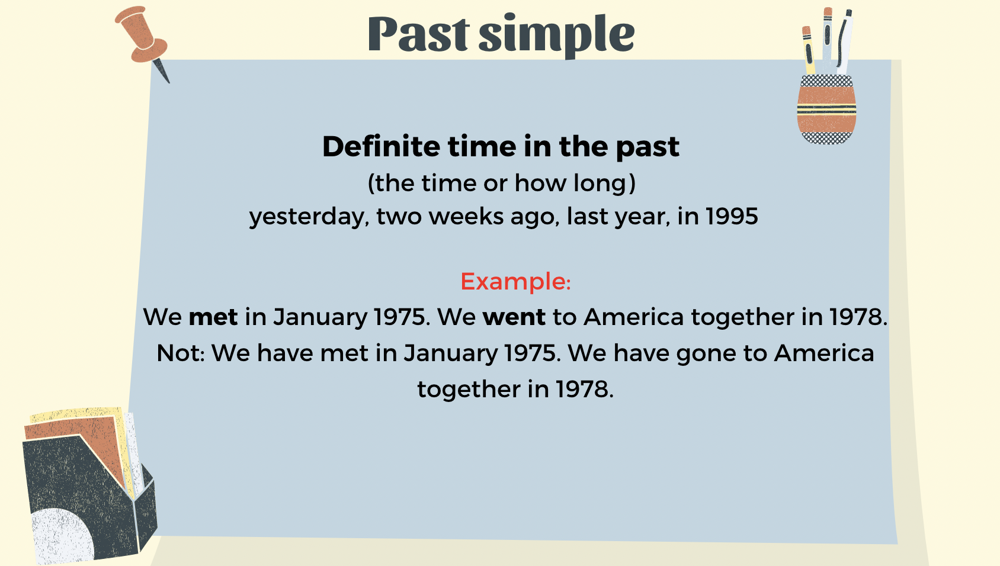 Past simple
Definite time in the past
(the time or how long)
yesterday, two weeks ago, last year, in 1995
Example:
We met in January 1975. We went to America together in 1978.
Not: We have met in January 1975. We have gone to America
together in 1978.